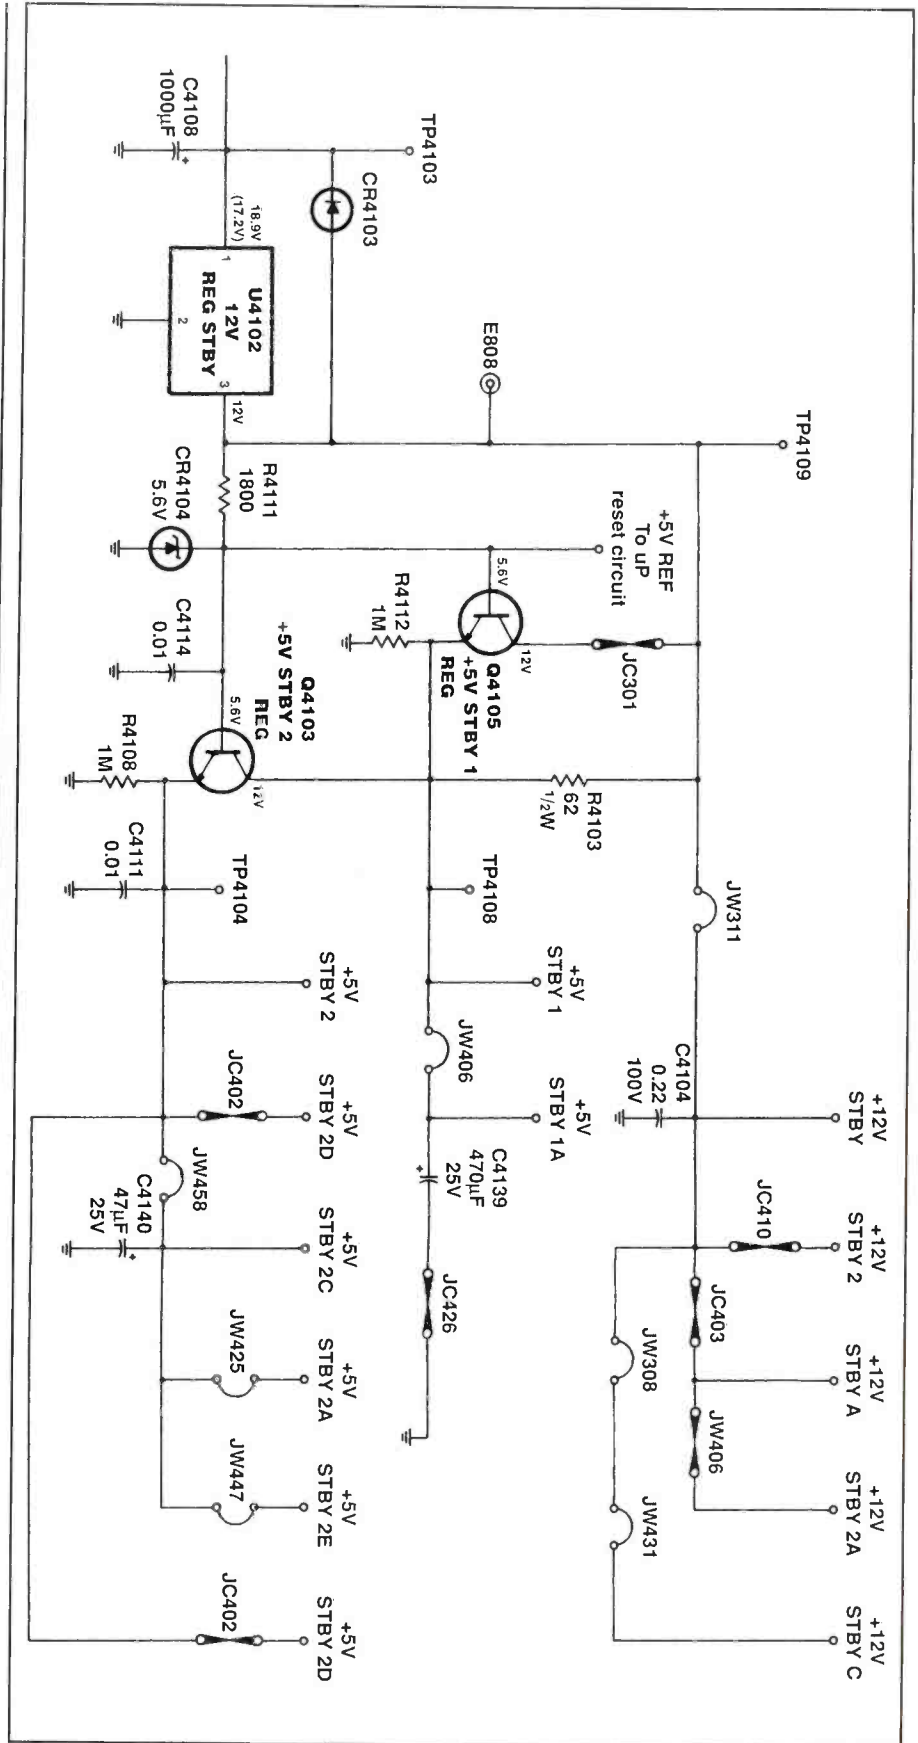 TP4103
C4108
1000µF
+
CR4103
18.9V
(17.2V)
1
U4102
12V
REG STBY
2
3
12V
E808
TP4109
R4111
1800
CR4104
5.6V
+5V REF
To uP
reset circuit
5.6V
12V
Q4105
+5V STBY 1
REG
JC301
R4112
1M
C4114
0.01
5.6V
12V
Q4103
+5V STBY 2
REG
R4108
1M
R4103
62
1/2W
C4111
0.01
TP4104
TP4108
JW311
+5V
STBY 2
+5V
STBY 1
JW406
C4104
0.22
100V
+12V
STBY
+5V
STBY 1A
JC402
+5V
STBY 2D
JW458
C4139
470µF
25V
+
C4140
47µF
25V
+
+5V
STBY 2C
JC410
+12V
STBY 2
JC403
JC426
JW308
+12V
STBY A
JW425
+5V
STBY 2A
JW406
JW447
+5V
STBY 2E
+12V
STBY 2A
JW431
JC402
+5V
STBY 2D
+12V
STBY C